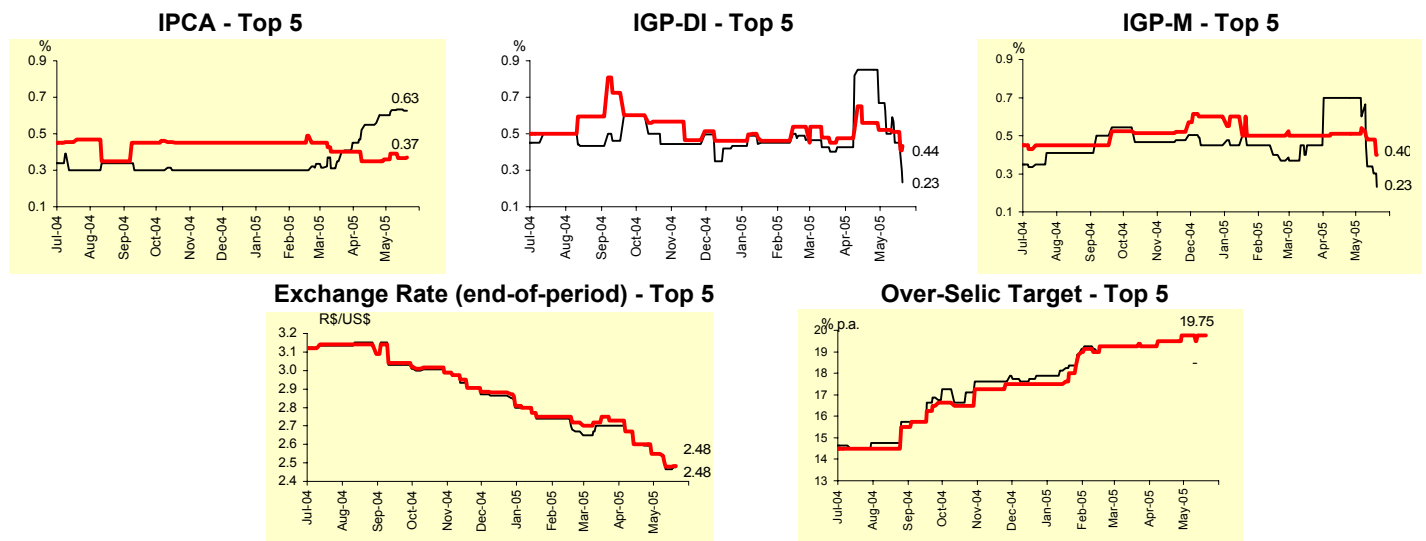 IPCA - Top 5
%
0.9
0.7
0.5
0.3
0.1
0.63
0.37
Jul-04
Aug-04
Sep-04
Oct-04
Nov-04
Dec-04
Jan-05
Feb-05
Mar-05
Apr-05
May-05
IGP-DI - Top 5
%
0.9
0.7
0.5
0.3
0.1
0.44
0.23
Jul-04
Aug-04
Sep-04
Oct-04
Nov-04
Dec-04
Jan-05
Feb-05
Mar-05
Apr-05
May-05
IGP-M - Top 5
%
0.9
0.7
0.5
0.3
0.1
0.40
0.23
Jul-04
Aug-04
Sep-04
Oct-04
Nov-04
Dec-04
Jan-05
Feb-05
Mar-05
Apr-05
May-05
Exchange Rate (end-of-period) - Top 5
R$/US$
3.2
3.1
3.0
2.9
2.8
2.7
2.6
2.5
2.4
2.48
2.48
Jul-04
Aug-04
Sep-04
Oct-04
Nov-04
Dec-04
Jan-05
Feb-05
Mar-05
Apr-05
May-05
Over-Selic Target - Top 5
% p.a.
20
19
18
17
16
15
14
13
19.75
-
Jul-04
Aug-04
Sep-04
Oct-04
Nov-04
Dec-04
Jan-05
Feb-05
Mar-05
Apr-05
May-05